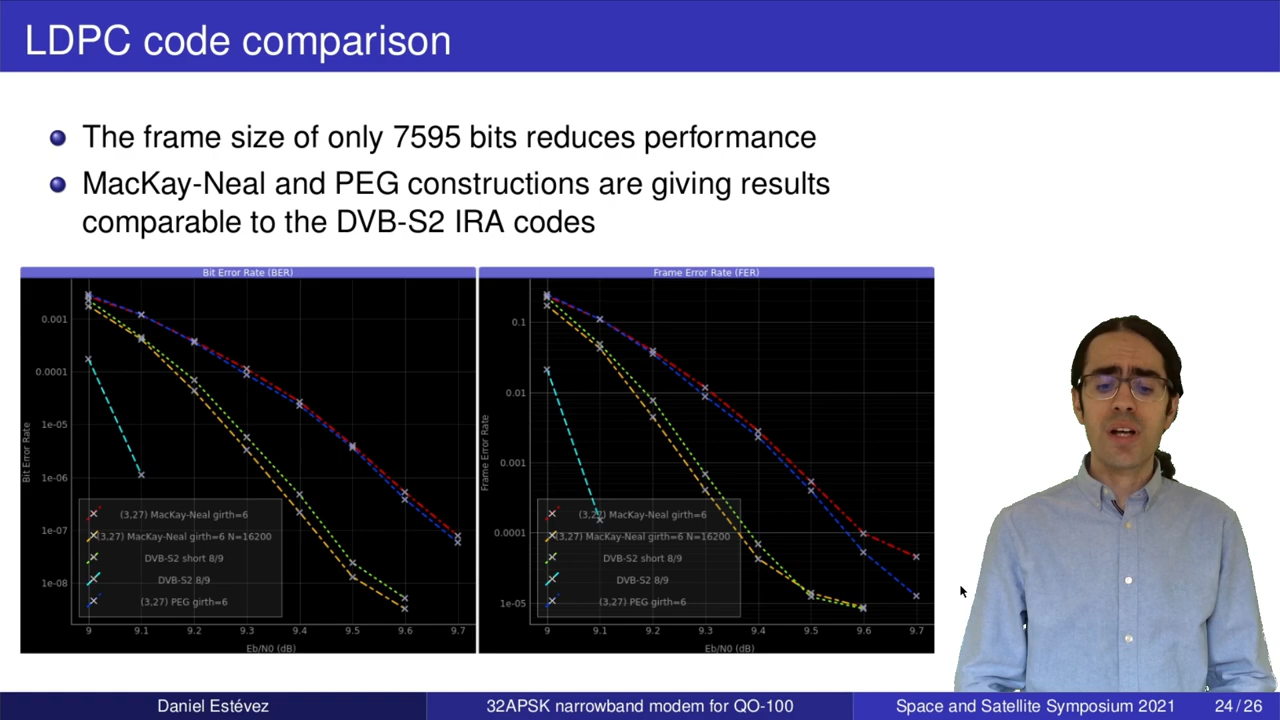 LDPC code comparison
The frame size of only 7595 bits reduces performance
MacKay-Neal and PEG constructions are giving results
comparable to the DVB-S2 IRA codes
Bit Error Rate (BER)
Bit Error Rate
0.001
0.0001
1e-05
1e-06
1e-07
1e-08
(3,27) MacKay-Neal girth=6
(3,27) MacKay-Neal girth=6 N=16200
DVB-S2 short 8/9
DVB-S2 8/9
(3,27) PEG girth=6
9 9.1 9.2 9.3 9.4 9.5 9.6 9.7
Eb/N0 (dB)
Frame Error Rate (FER)
Frame Error Rate
0.1
0.01
0.001
0.0001
1e-05
(3,27) MacKay-Neal girth=6
(3,27) MacKay-Neal girth=6 N=16200
DVB-S2 short 8/9
DVB-S2 8/9
(3,27) PEG girth=6
9 9.1 9.2 9.3 9.4 9.5 9.6 9.7
Eb/N0 (dB)
Daniel Estévez 32APSK narrowband modem for QO-100 Space and Satellite Symposium 2021 24/26